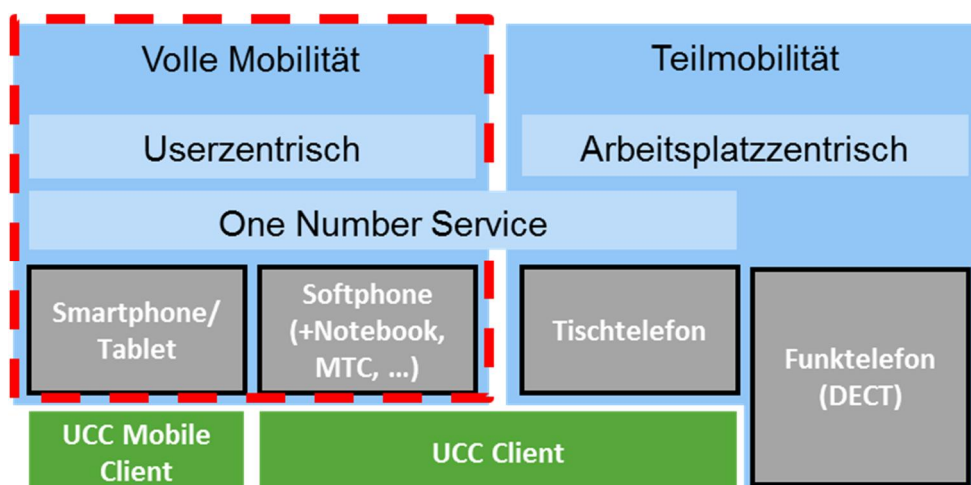 Volle Mobilität
Teilmobilität
Userzentrisch
Arbeitsplatzzentrisch
One Number Service
Smartphone/
Tablet
Softphone
(+Notebook,
MTC, ...)
Tischtelefon
Funktelefon
(DECT)
UCC Mobile
Client
UCC Client